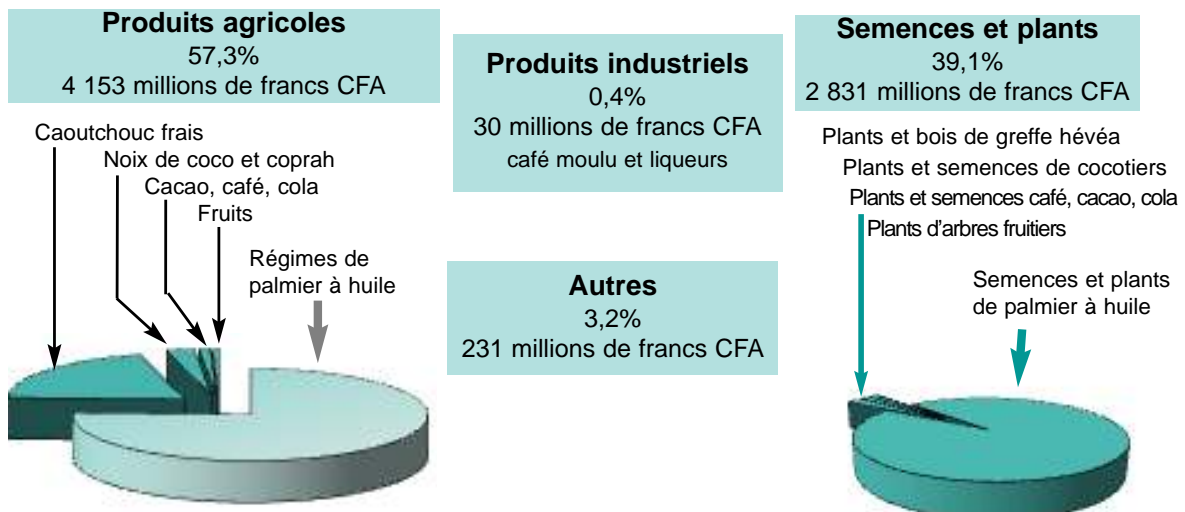 Produits agricoles
57,3%
4 153 millions de francs CFA
Caoutchouc frais
Noix de coco et coprah
Cacao, café, cola
Fruits
Régimes de
palmier à huile
Produits industriels
0,4%
30 millions de francs CFA
café moulu et liqueurs
Autres
3,2%
231 millions de francs CFA
Semences et plants
39,1%
2 831 millions de francs CFA
Plants et bois de greffe hévéa
Plants et semences de cocotiers
Plants et semences café, cacao, cola
Plants d'arbres fruitiers
Semences et plants
de palmier à huile